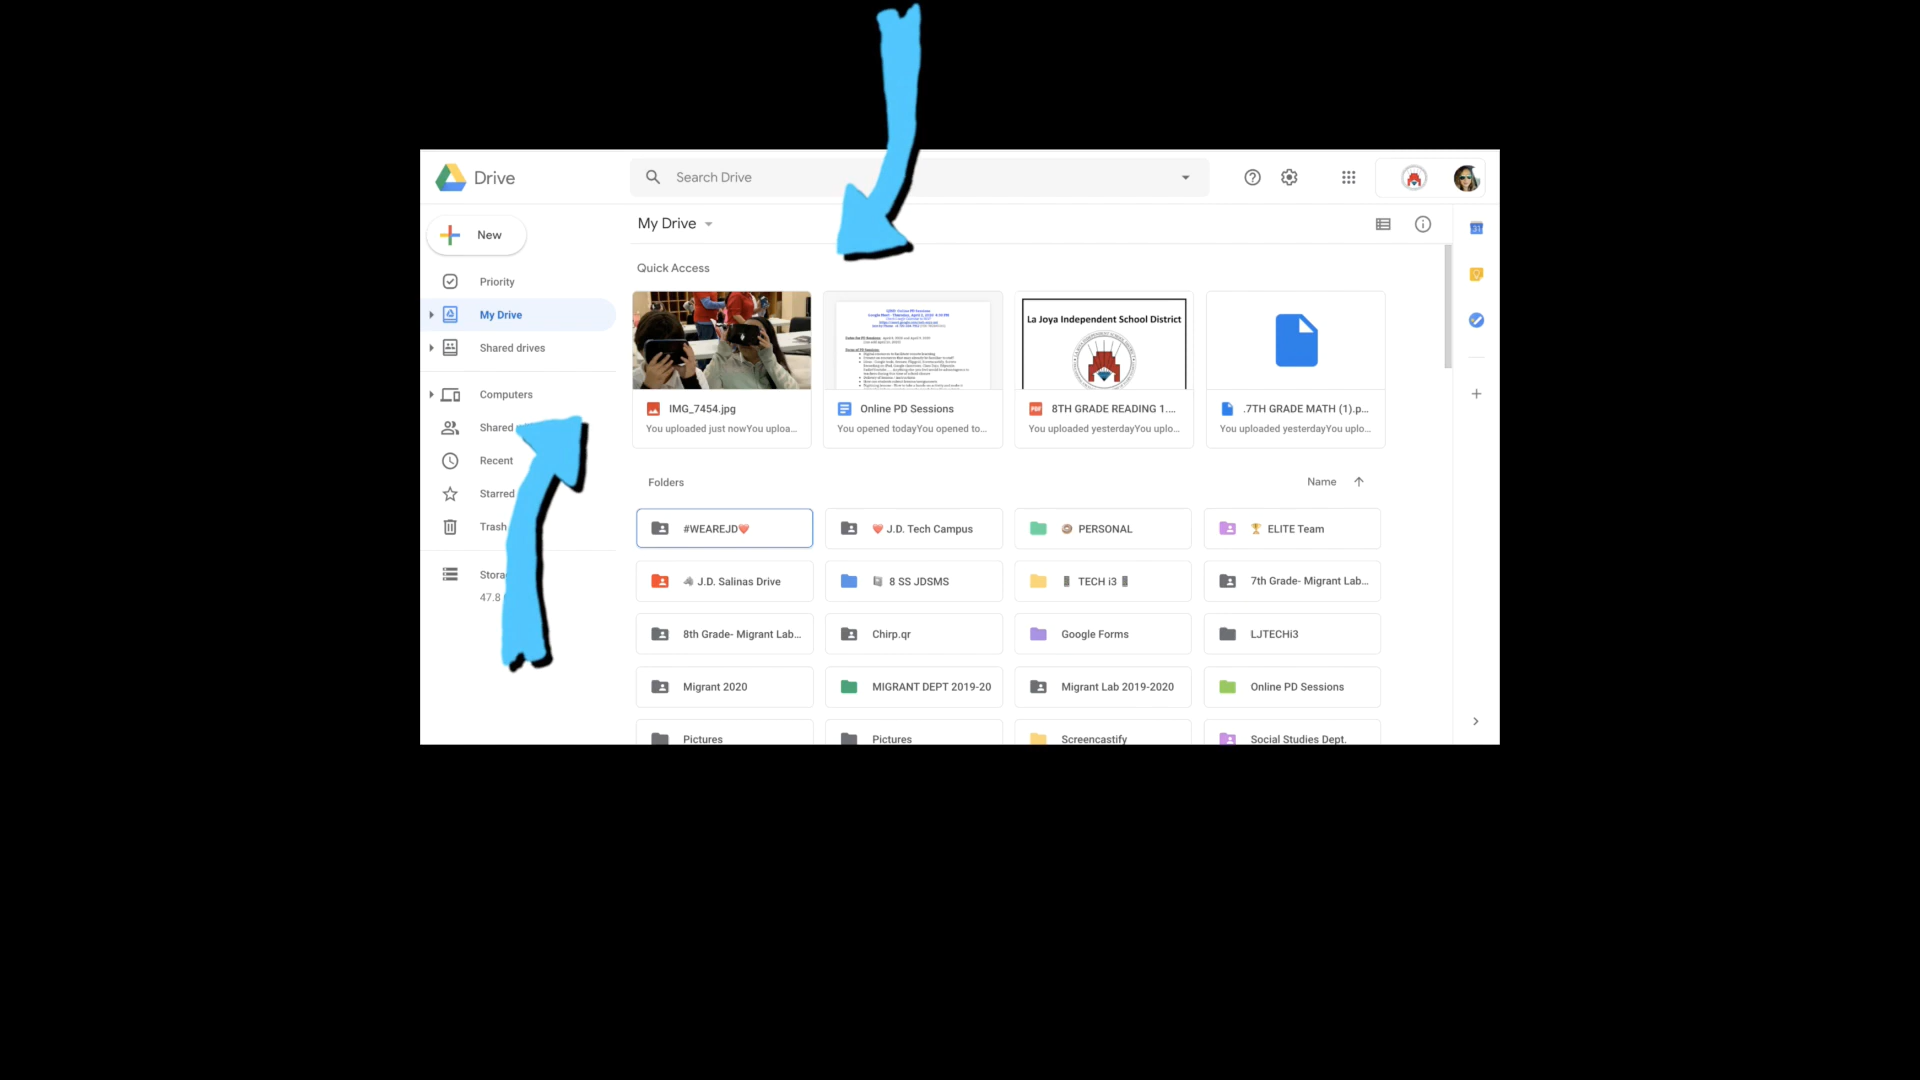 Drive
Search Drive
New
My Drive
Priority
My Drive
Shared drives
Computers
Shared
Recent
Starred
Trash
Stora
47.8
Quick Access
La Joya Independent School District
IMG_7454.jpg
You uploaded just nowYou uploa...
Online PD Sessions
You opened todayYou opened to...
PDF
8TH GRADE READING 1....
You uploaded yesterdayYou uplo...
.7TH GRADE MATH (1).p...
You uploaded yesterdayYou uplo...
31
Folders
Name
#WEAREJD❤
❤ J.D. Tech Campus
🍩 PERSONAL
🏆 ELITE Team
J.D. Salinas Drive
8 SS JDSMS
TECH i3
7th Grade- Migrant Lab...
8th Grade- Migrant Lab...
Chirp.qr
Google Forms
LJTECHi3
Migrant 2020
MIGRANT DEPT 2019-20
Migrant Lab 2019-2020
Online PD Sessions
Pictures
Pictures
Screencastify
Social Studies Dept.